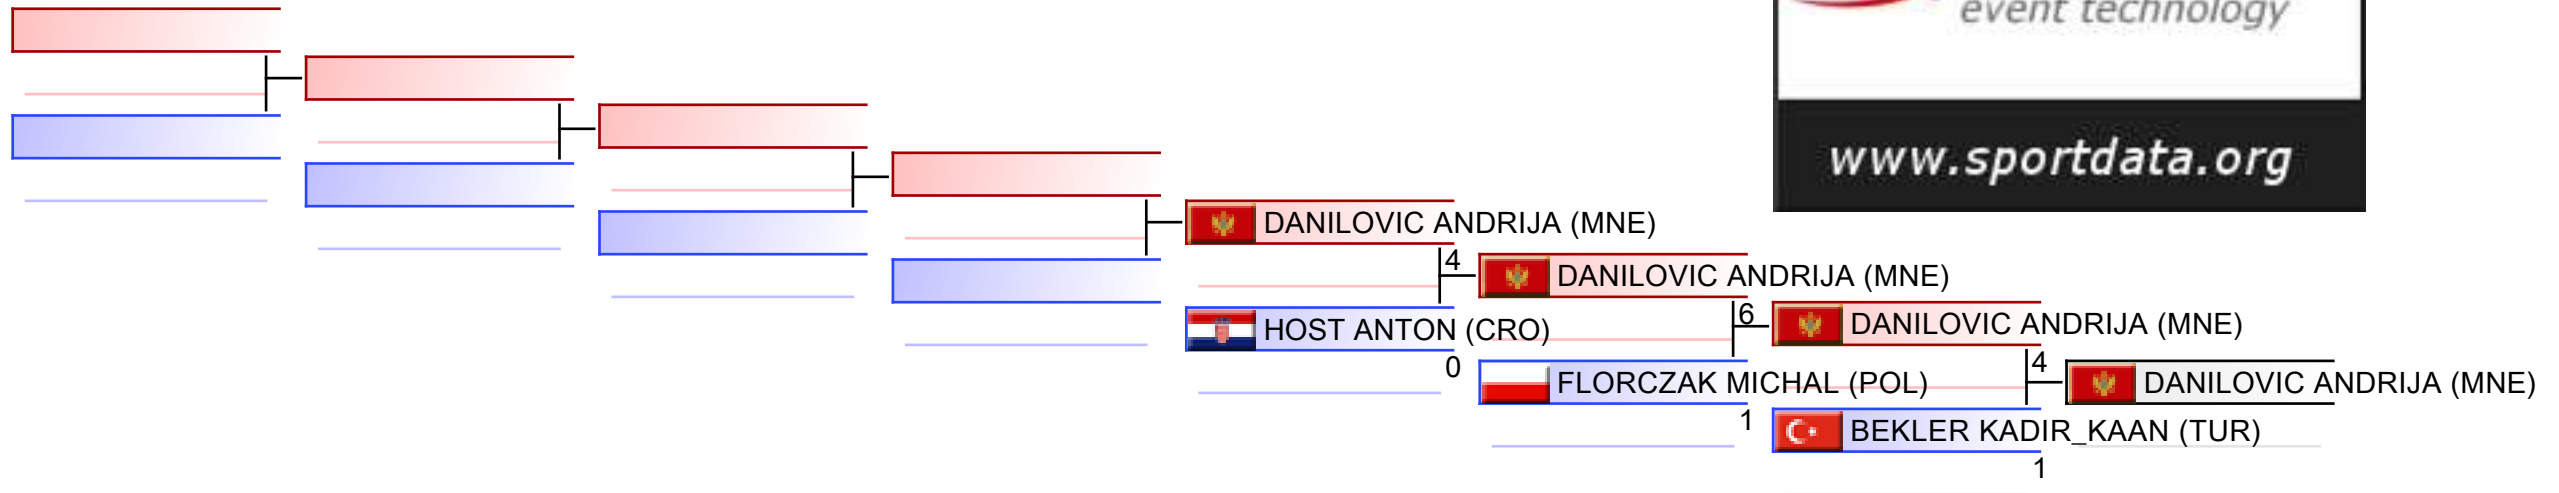 event technology
www.sportdata.org
DANILOVIC ANDRIJA (MNE)
4
DANILOVIC ANDRIJA (MNE)
HOST ANTON (CRO)
0
6
DANILOVIC ANDRIJA (MNE)
FLORCZAK MICHAL (POL)
1
4
DANILOVIC ANDRIJA (MNE)
BEKLER KADIR_KAAN (TUR)
1